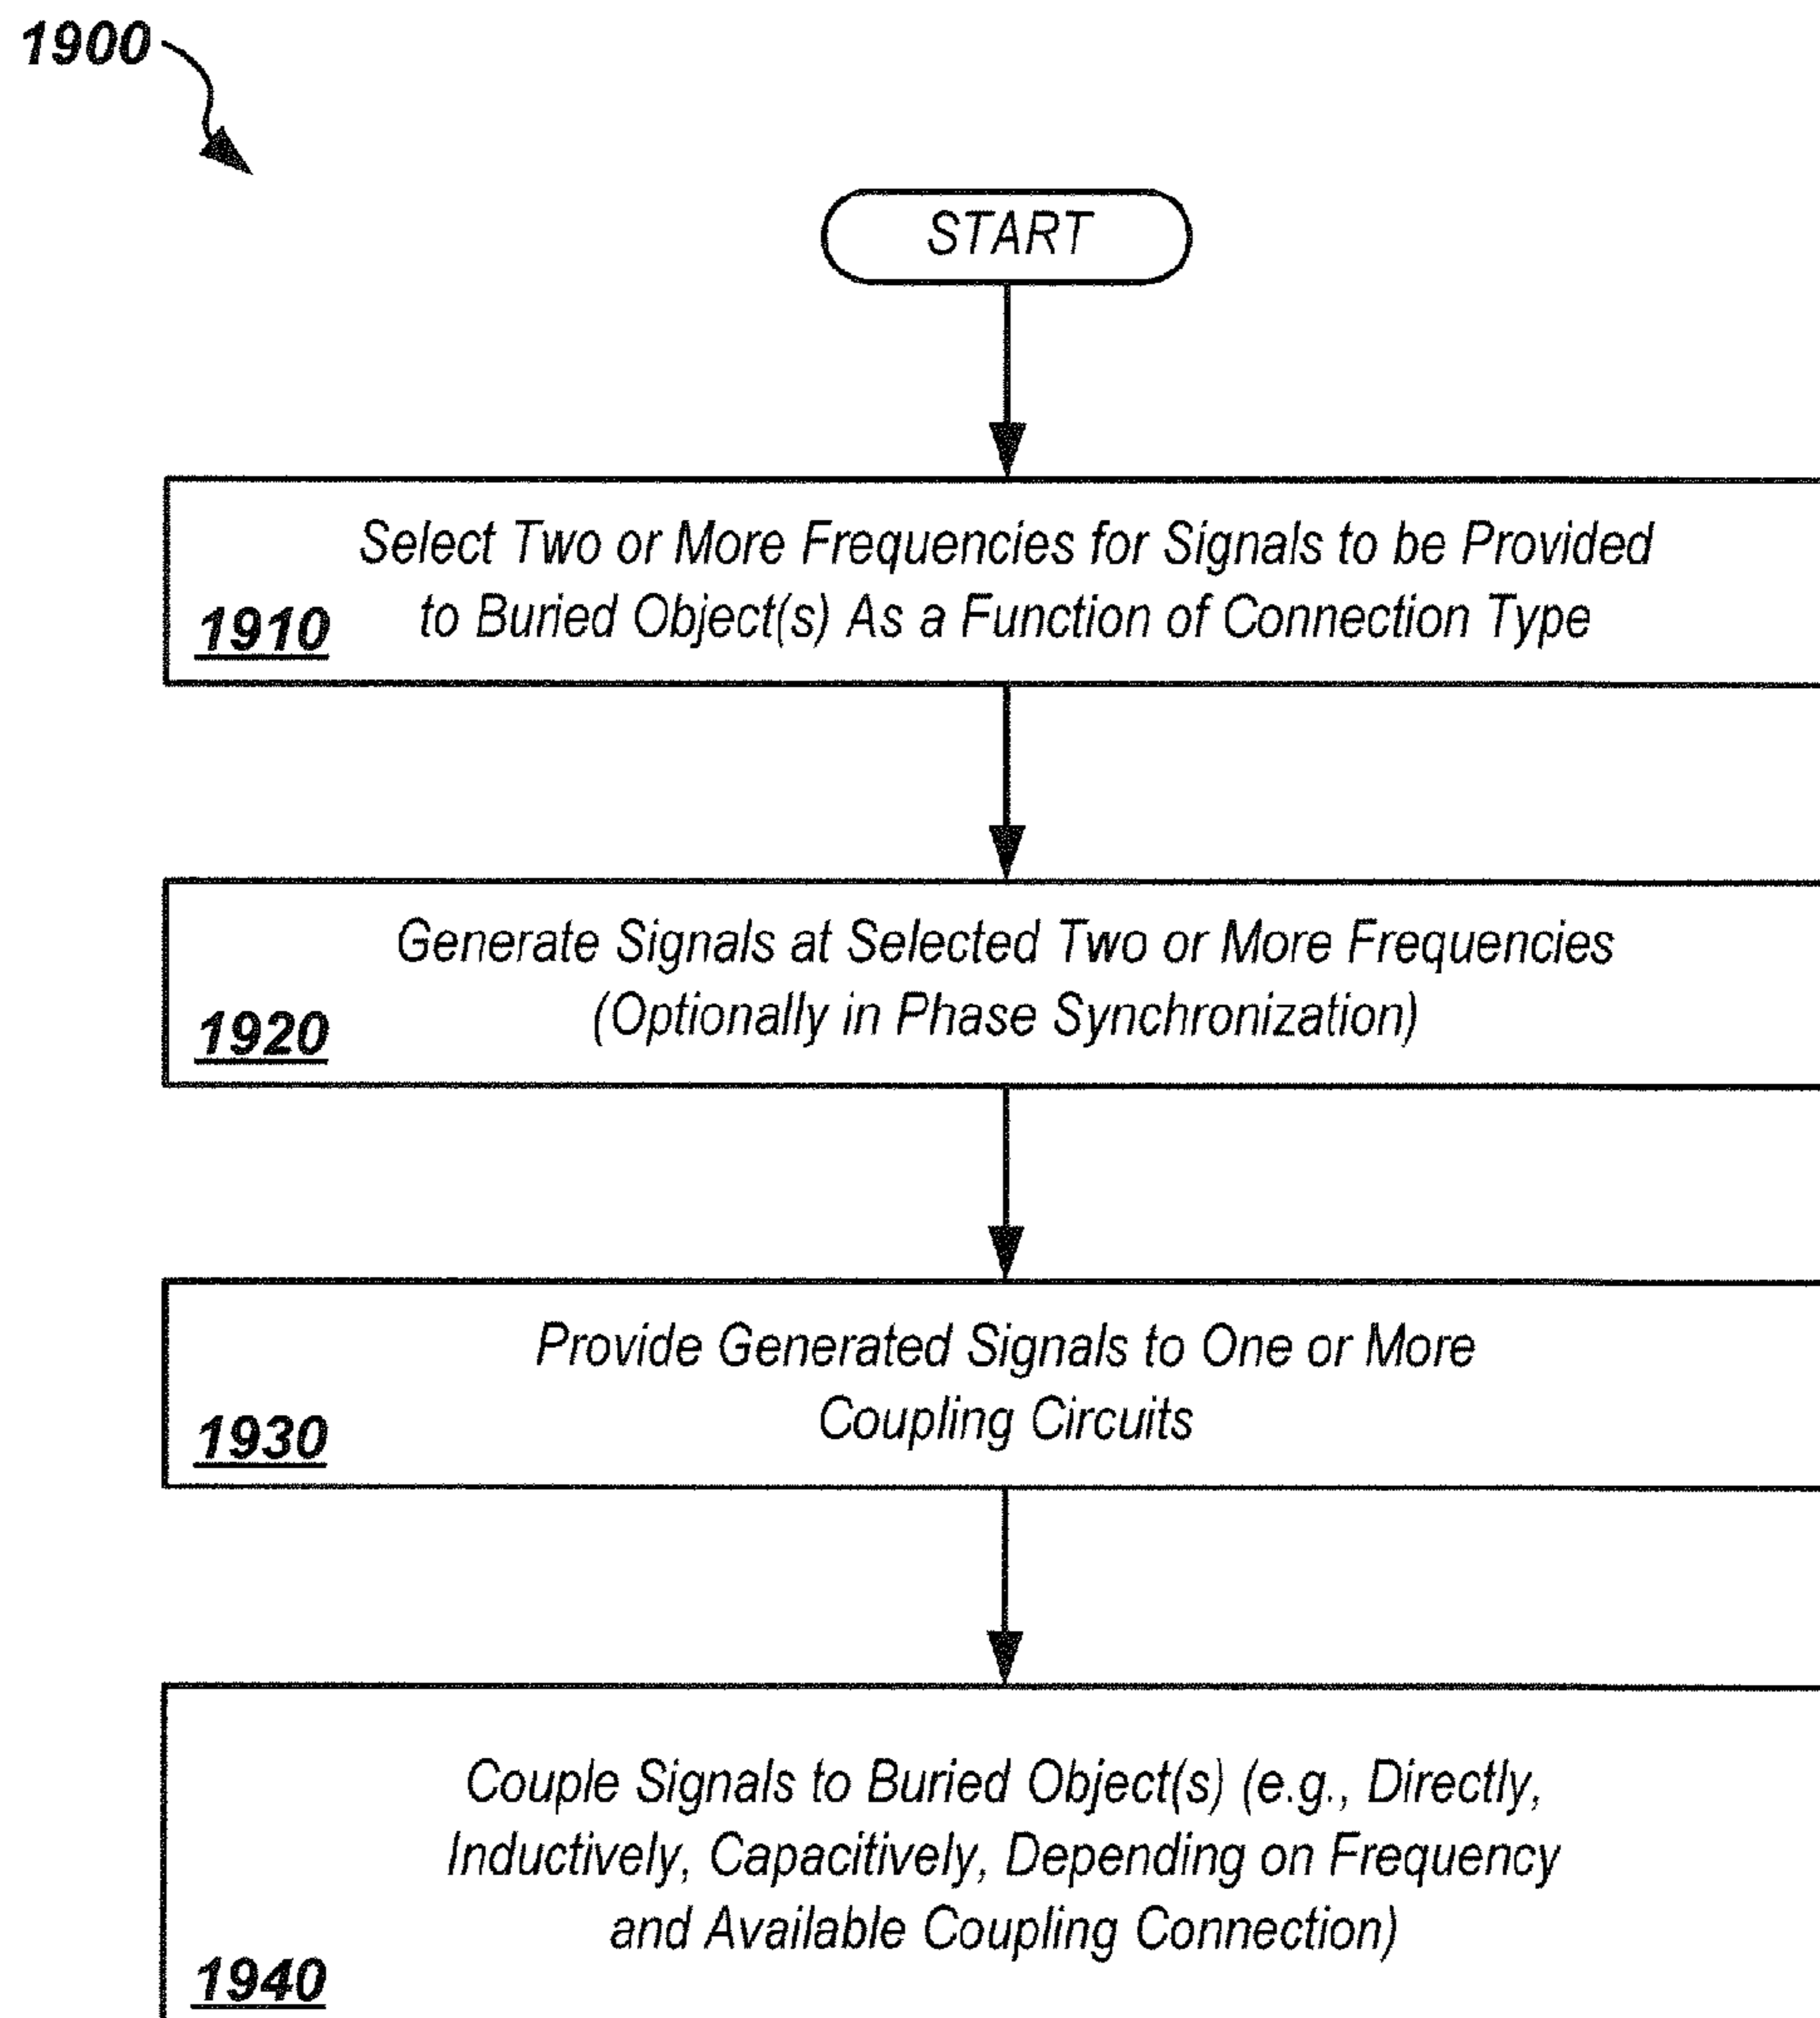 1900
START
Select Two or More Frequencies for Signals to be Provided
to Buried Object(s) As a Function of Connection Type
1910
Generate Signals at Selected Two or More Frequencies
(Optionally in Phase Synchronization)
1920
Provide Generated Signals to One or More
Coupling Circuits
1930
Couple Signals to Buried Object(s) (e.g., Directly,
Inductively, Capacitively, Depending on Frequency
and Available Coupling Connection)
1940